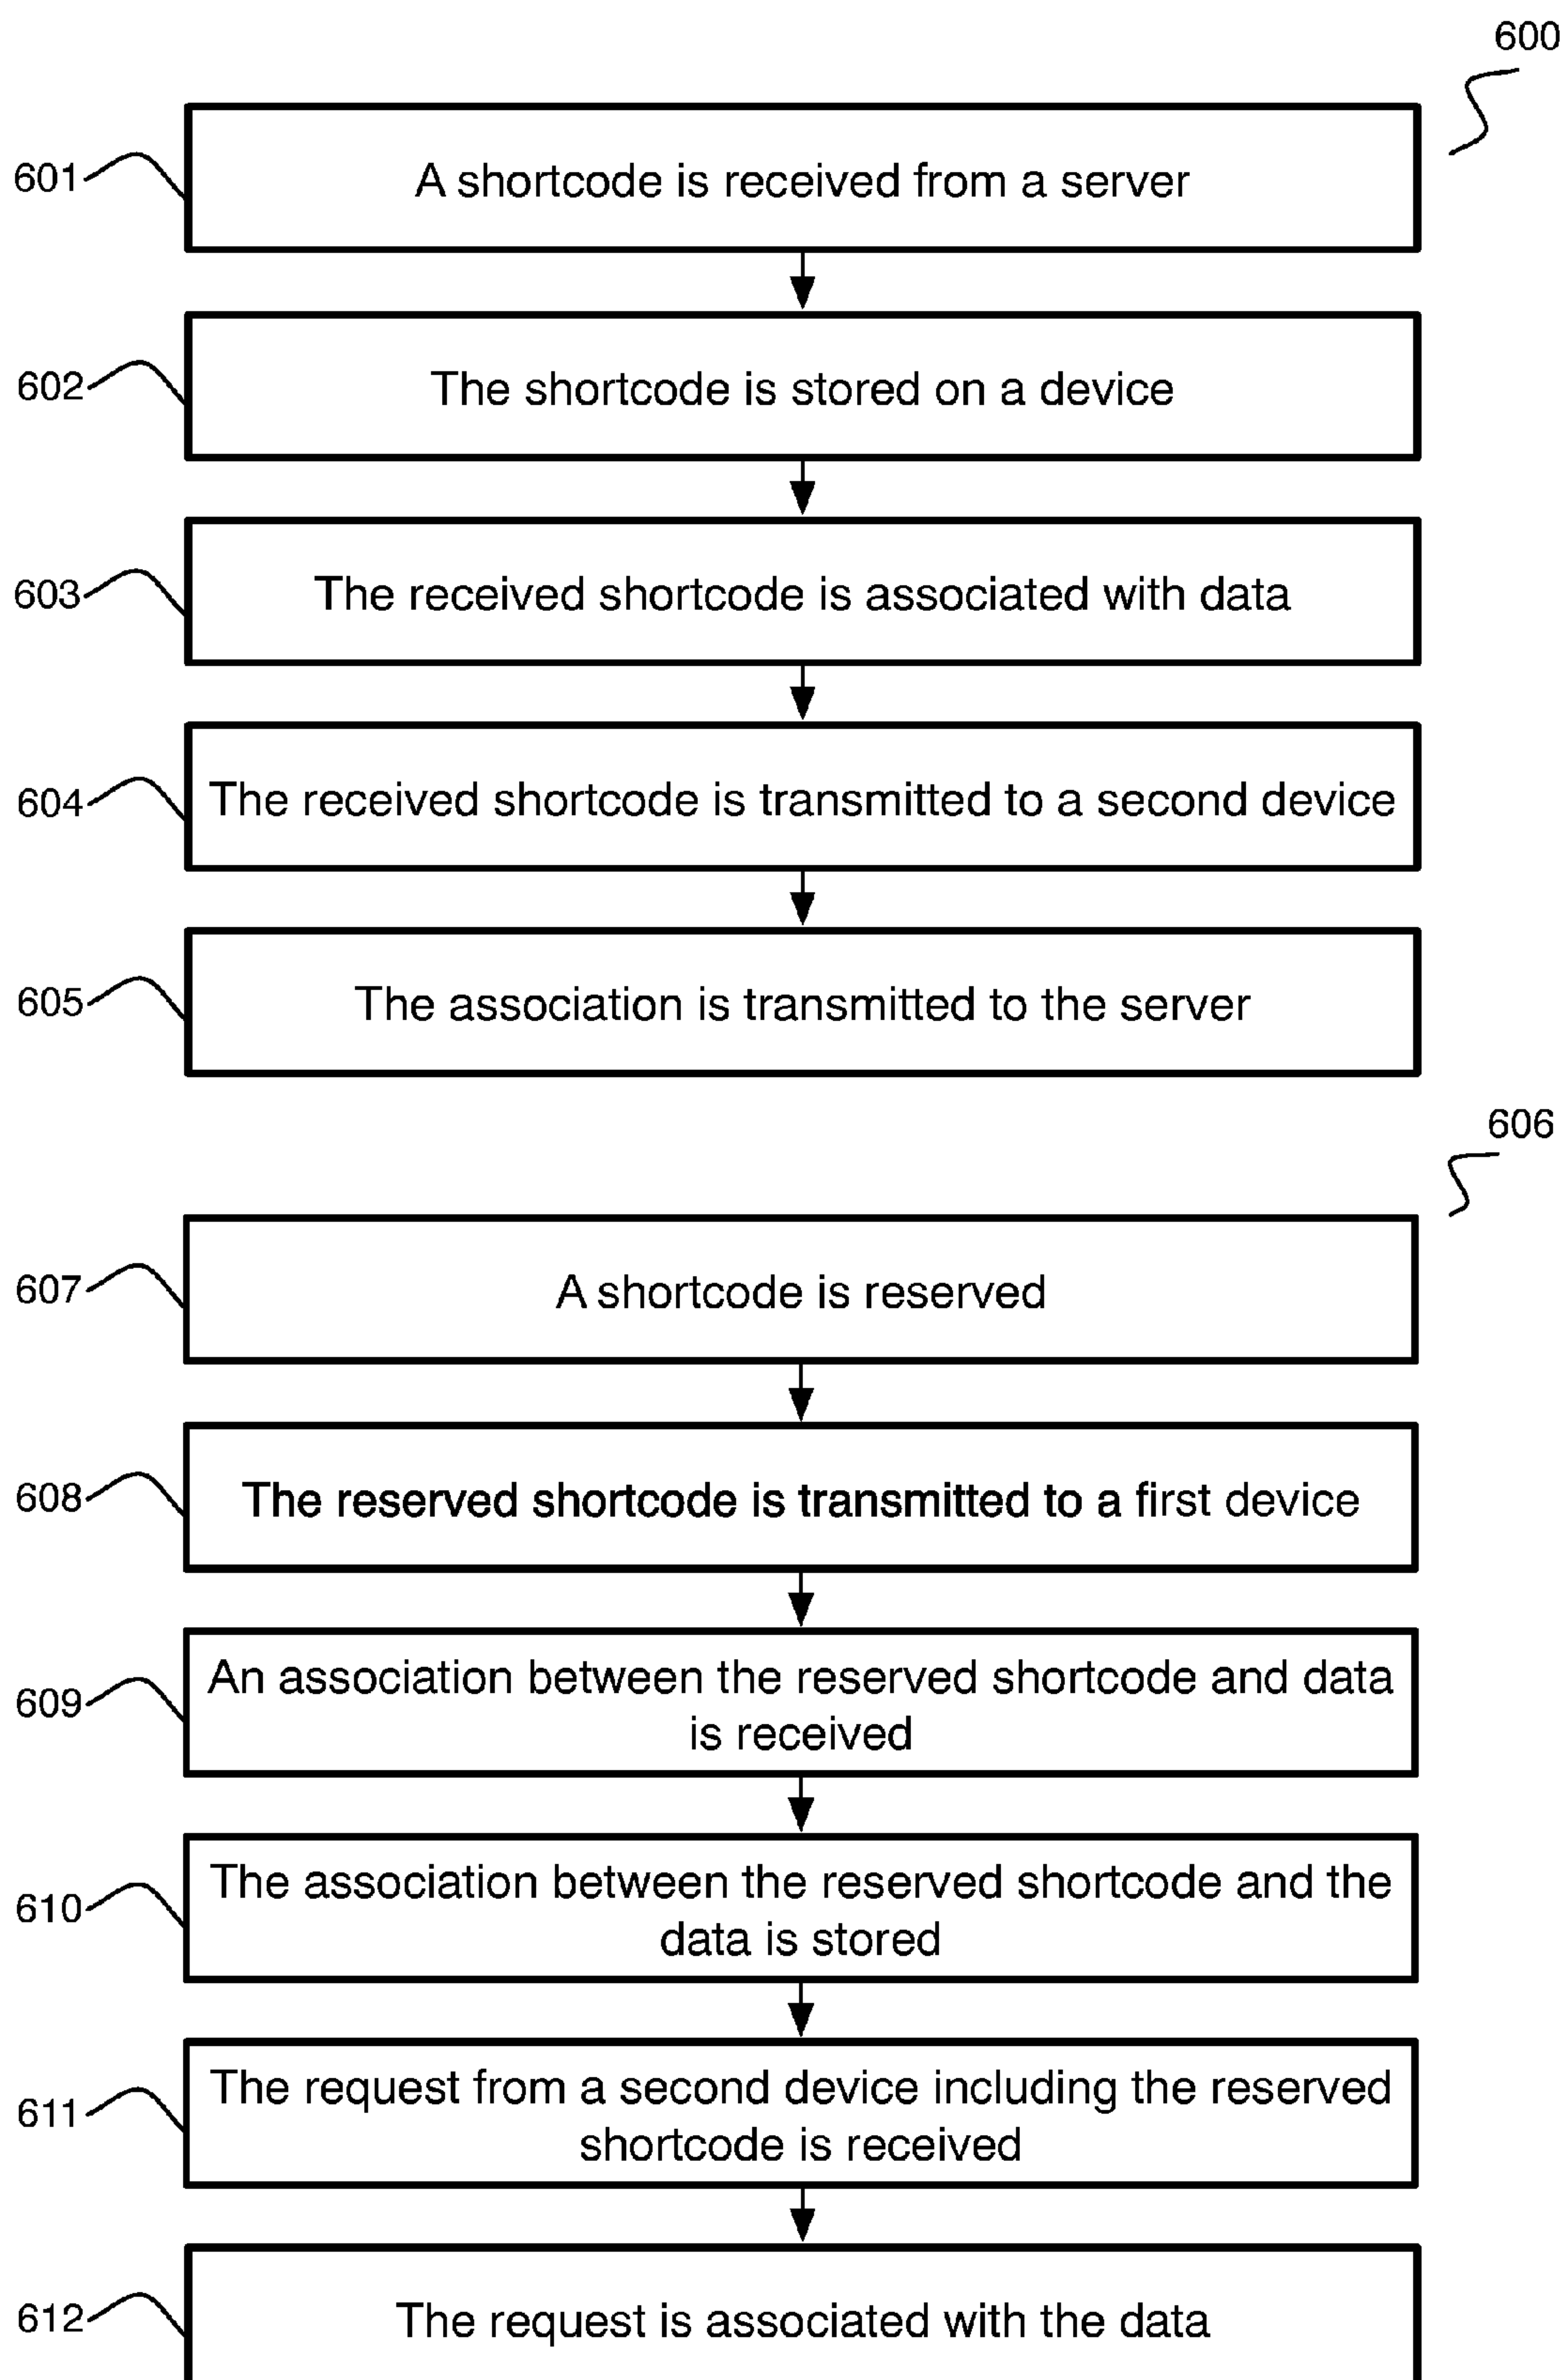 600
601
A shortcode is received from a server
602
The shortcode is stored on a device
603
The received shortcode is associated with data
604
The received shortcode is transmitted to a second device
605
The association is transmitted to the server
606
607
A shortcode is reserved
608
The reserved shortcode is transmitted to a first device
609
An association between the reserved shortcode and data
is received
610
The association between the reserved shortcode and the
data is stored
611
The request from a second device including the reserved
shortcode is received
612
The request is associated with the data